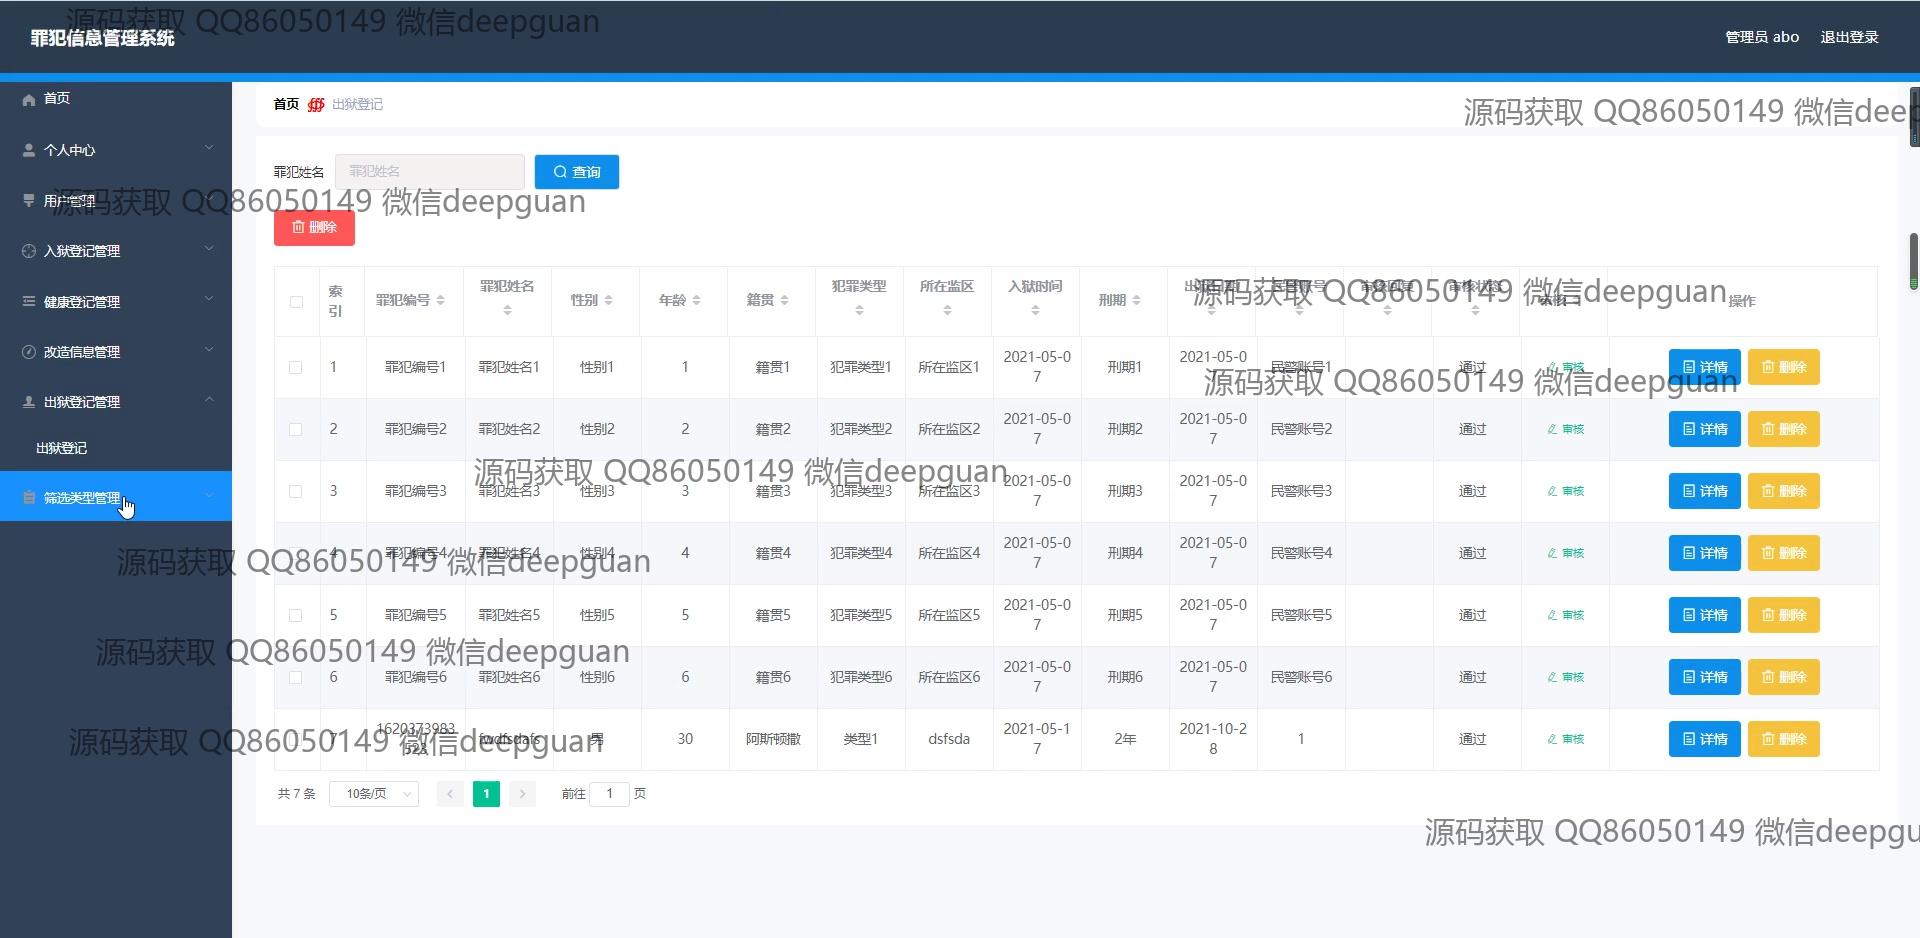 源码获取 QQ86050149 微信deepguan
罪犯信息管理系统
管理员 abo 退出登录
首页
个人中心
用户管理
入狱登记管理
健康登记管理
改造信息管理
出狱登记管理
出狱登记
筛选类型管理
首页 出狱登记
源码获取 QQ86050149 微信deep
罪犯姓名 罪犯姓名 查询
源码获取 QQ86050149 微信deepguan
删除
索引 罪犯编号 罪犯姓名 性别 年龄 籍贯 犯罪类型 所在监区 入狱时间 刑期 民警账号 审核回复 审核状态 审核 操作
源码获取 QQ86050149 微信deepguan
1 罪犯编号1 罪犯姓名1 性别1 1 籍贯1 犯罪类型1 所在监区1 2021-05-07 刑期1 2021-05-07 民警账号1 通过 审核 详情 删除
源码获取 QQ86050149 微信deepguan
2 罪犯编号2 罪犯姓名2 性别2 2 籍贯2 犯罪类型2 所在监区2 2021-05-07 刑期2 2021-05-07 民警账号2 通过 审核 详情 删除
源码获取 QQ86050149 微信deepguan
3 罪犯编号3 罪犯姓名3 性别3 3 籍贯3 犯罪类型3 所在监区3 2021-05-07 刑期3 2021-05-07 民警账号3 通过 审核 详情 删除
4 罪犯编号4 罪犯姓名4 性别4 4 籍贯4 犯罪类型4 所在监区4 2021-05-07 刑期4 2021-05-07 民警账号4 通过 审核 详情 删除
源码获取 QQ86050149 微信deepguan
5 罪犯编号5 罪犯姓名5 性别5 5 籍贯5 犯罪类型5 所在监区5 2021-05-07 刑期5 2021-05-07 民警账号5 通过 审核 详情 删除
源码获取 QQ86050149 微信deepguan
6 罪犯编号6 罪犯姓名6 性别6 6 籍贯6 犯罪类型6 所在监区6 2021-05-07 刑期6 2021-05-07 民警账号6 通过 审核 详情 删除
7 1620373983523 fwdfsdafs 男 30 阿斯顿撒 类型1 dsfsda 2021-05-17 2年 2021-10-28 1 通过 审核 详情 删除
源码获取 QQ86050149 微信deepguan
共 7 条 10条/页 1 前往 1 页
源码获取 QQ86050149 微信deepgu